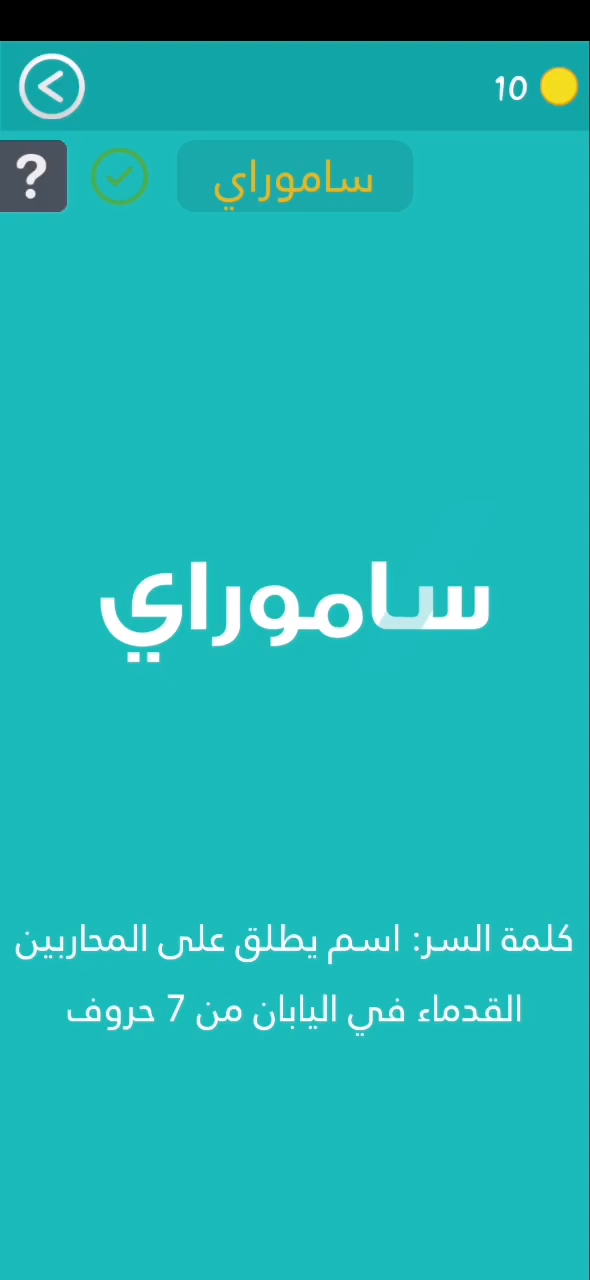 10
?
ساموراي
ساموراي
كلمة السر: اسم يطلق على المحاربين
القدماء في اليابان من 7 حروف